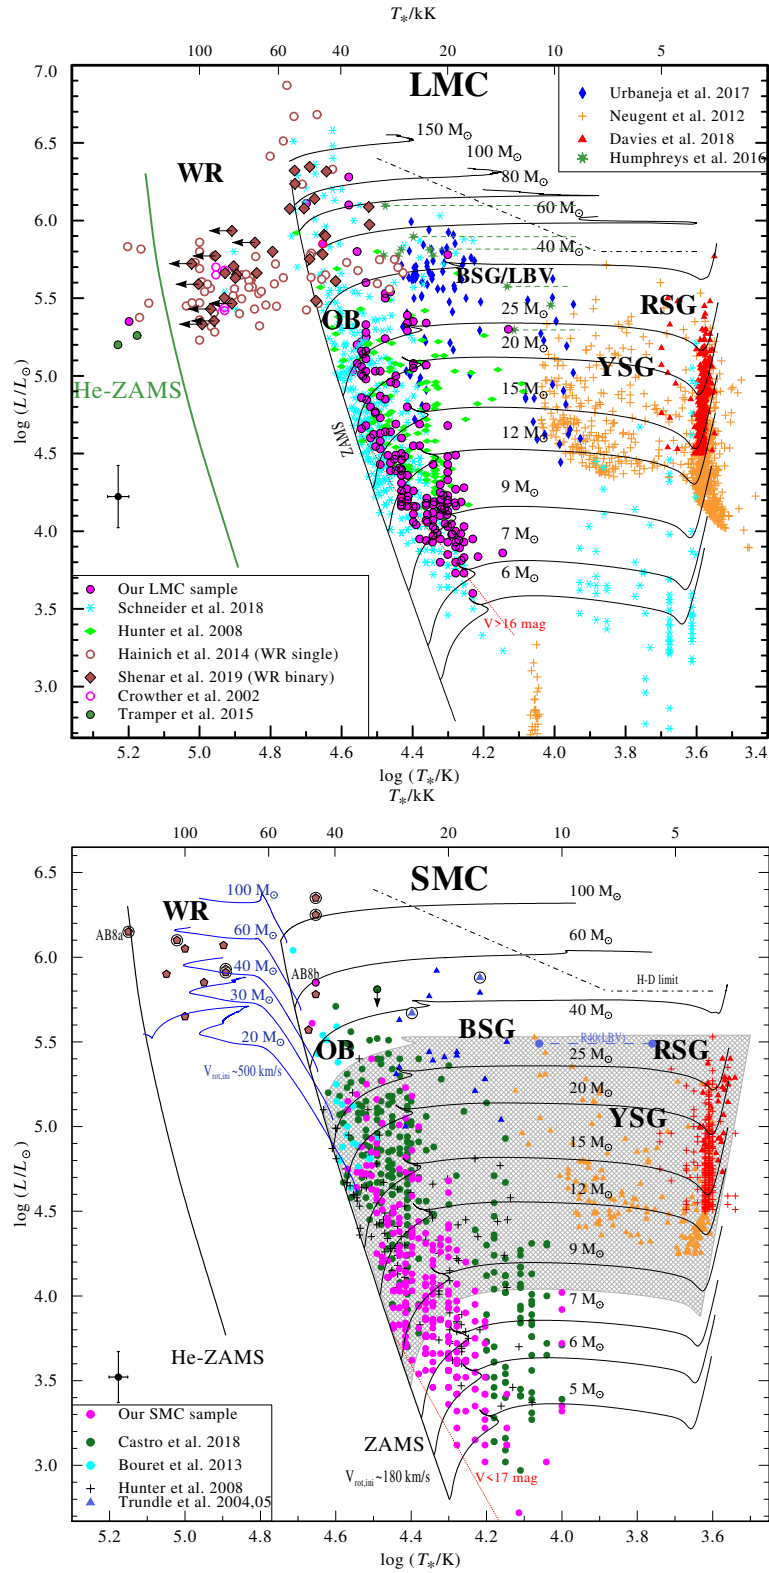 T*/kK
100 60 40 30 20 10 5
7.0
LMC
Urbaneja et al. 2017
Neugent et al. 2012
Davies et al. 2018
Humphreys et al. 2016
150 M⊙
100 M⊙
80 M⊙
60 M⊙
40 M⊙
WR
6.5
6.0
BSG/LBV
RSG
5.5
OB
25 M⊙
20 M⊙
YSG
5.0
He-ZAMS
15 M⊙
ZAMS
12 M⊙
4.5
9 M⊙
4.0
7 M⊙
6 M⊙
3.5
V>16 mag
3.0
log (L/L⊙)
Our LMC sample
Schneider et al. 2018
Hunter et al. 2008
Hainich et al. 2014 (WR single)
Shenar et al. 2019 (WR binary)
Crowther et al. 2002
Tramper et al. 2015
5.2 5.0 4.8 4.6 4.4 4.2 4.0 3.8 3.6 3.4
log (T*/K)
T*/kK
100 60 40 30 20 10 5
6.5
SMC
100 M⊙
100 M⊙
WR
AB8a
60 M⊙
60 M⊙
6.0
40 M⊙
AB8b
H-D limit
30 M⊙
40 M⊙
BSG
5.5
20 M⊙
OB
R40(LBV)
RSG
25 M⊙
Vrot,ini~500 km/s
20 M⊙
YSG
5.0
15 M⊙
12 M⊙
4.5
9 M⊙
4.0
7 M⊙
He-ZAMS
6 M⊙
3.5
5 M⊙
ZAMS
Vrot,ini~180 km/s
V<17 mag
3.0
log (L/L⊙)
Our SMC sample
Castro et al. 2018
Bouret et al. 2013
Hunter et al. 2008
Trundle et al. 2004,05
5.2 5.0 4.8 4.6 4.4 4.2 4.0 3.8 3.6
log (T*/K)